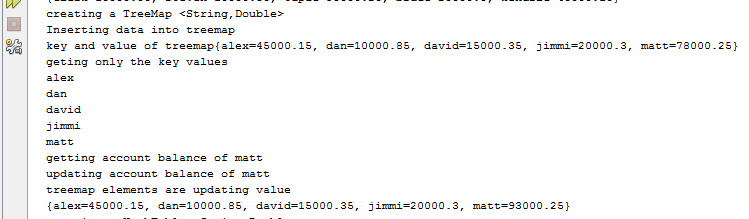 creating a TreeMap <String,Double>
Inserting data into treemap
key and value of treemap{alex=45000.15, dan=10000.85, david=15000.35, jimmi=20000.3, matt=78000.25}
geting only the key values
alex
dan
david
jimmi
matt
getting account balance of matt
updating account balance of matt
treemap elements are updating value
{alex=45000.15, dan=10000.85, david=15000.35, jimmi=20000.3, matt=93000.25}